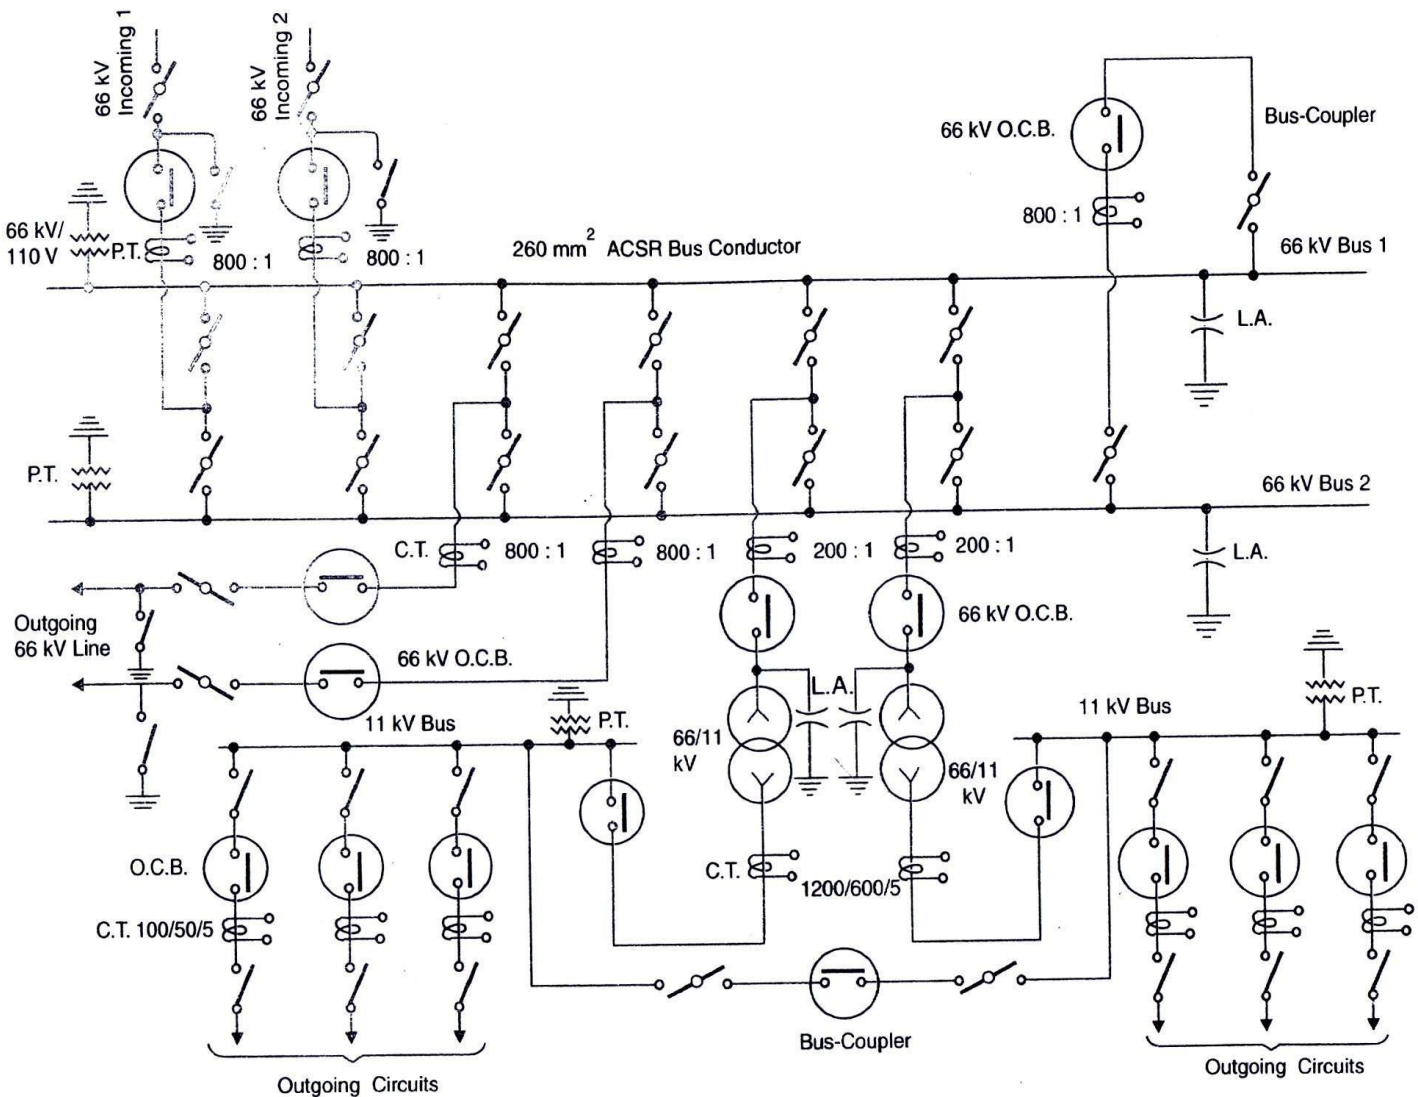 66 kV
Incoming 1
66 kV
Incoming 2
66 kV O.C.B.
Bus-Coupler
800 : 1
66 kV/
110 V
P.T.
800 : 1
800 : 1
260 mm2 ACSR Bus Conductor
66 kV Bus 1
L.A.
P.T.
66 kV Bus 2
C.T.
800 : 1
800 : 1
200 : 1
200 : 1
L.A.
Outgoing
66 kV Line
66 kV O.C.B.
66 kV O.C.B.
L.A.
11 kV Bus
P.T.
66/11
kV
66/11
kV
11 kV Bus
P.T.
O.C.B.
C.T.
1200/600/5
C.T. 100/50/5
Bus-Coupler
Outgoing Circuits
Outgoing Circuits